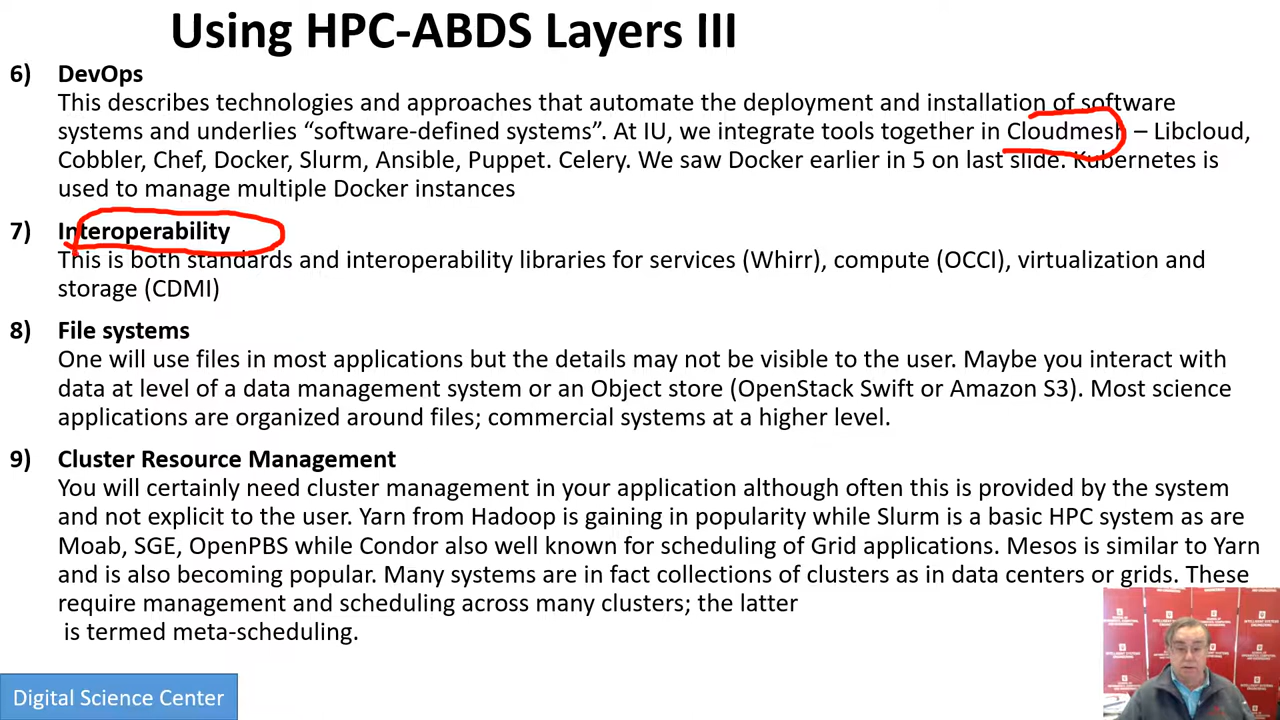 Using HPC-ABDS Layers III
6) DevOps
This describes technologies and approaches that automate the deployment and installation of software
systems and underlies “software-defined systems”. At IU, we integrate tools together in Cloudmesh – Libcloud,
Cobbler, Chef, Docker, Slurm, Ansible, Puppet. Celery. We saw Docker earlier in 5 on last slide. Kubernetes is
used to manage multiple Docker instances
7) Interoperability
This is both standards and interoperability libraries for services (Whirr), compute (OCCI), virtualization and
storage (CDMI)
8) File systems
One will use files in most applications but the details may not be visible to the user. Maybe you interact with
data at level of a data management system or an Object store (OpenStack Swift or Amazon S3). Most science
applications are organized around files; commercial systems at a higher level.
9) Cluster Resource Management
You will certainly need cluster management in your application although often this is provided by the system
and not explicit to the user. Yarn from Hadoop is gaining in popularity while Slurm is a basic HPC system as are
Moab, SGE, OpenPBS while Condor also well known for scheduling of Grid applications. Mesos is similar to Yarn
and is also becoming popular. Many systems are in fact collections of clusters as in data centers or grids. These
require management and scheduling across many clusters; the latter
is termed meta-scheduling.
Digital Science Center